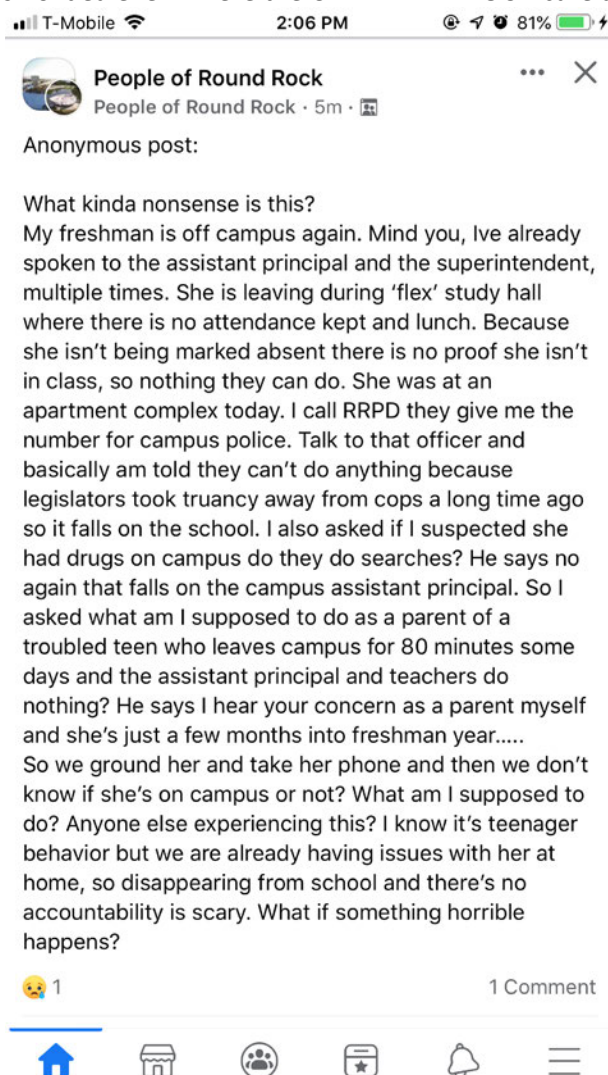 T-Mobile 2:06 PM 81%
People of Round Rock
People of Round Rock · 5m ·
Anonymous post:
What kinda nonsense is this?
My freshman is off campus again. Mind you, Ive already
spoken to the assistant principal and the superintendent,
multiple times. She is leaving during ‘flex’ study hall
where there is no attendance kept and lunch. Because
she isn’t being marked absent there is no proof she isn’t
in class, so nothing they can do. She was at an
apartment complex today. I call RRPD they give me the
number for campus police. Talk to that officer and
basically am told they can’t do anything because
legislators took truancy away from cops a long time ago
so it falls on the school. I also asked if I suspected she
had drugs on campus do they do searches? He says no
again that falls on the campus assistant principal. So I
asked what am I supposed to do as a parent of a
troubled teen who leaves campus for 80 minutes some
days and the assistant principal and teachers do
nothing? He says I hear your concern as a parent myself
and she’s just a few months into freshman year.....
So we ground her and take her phone and then we don’t
know if she’s on campus or not? What am I supposed to
do? Anyone else experiencing this? I know it’s teenager
behavior but we are already having issues with her at
home, so disappearing from school and there’s no
accountability is scary. What if something horrible
happens?
1 1 Comment